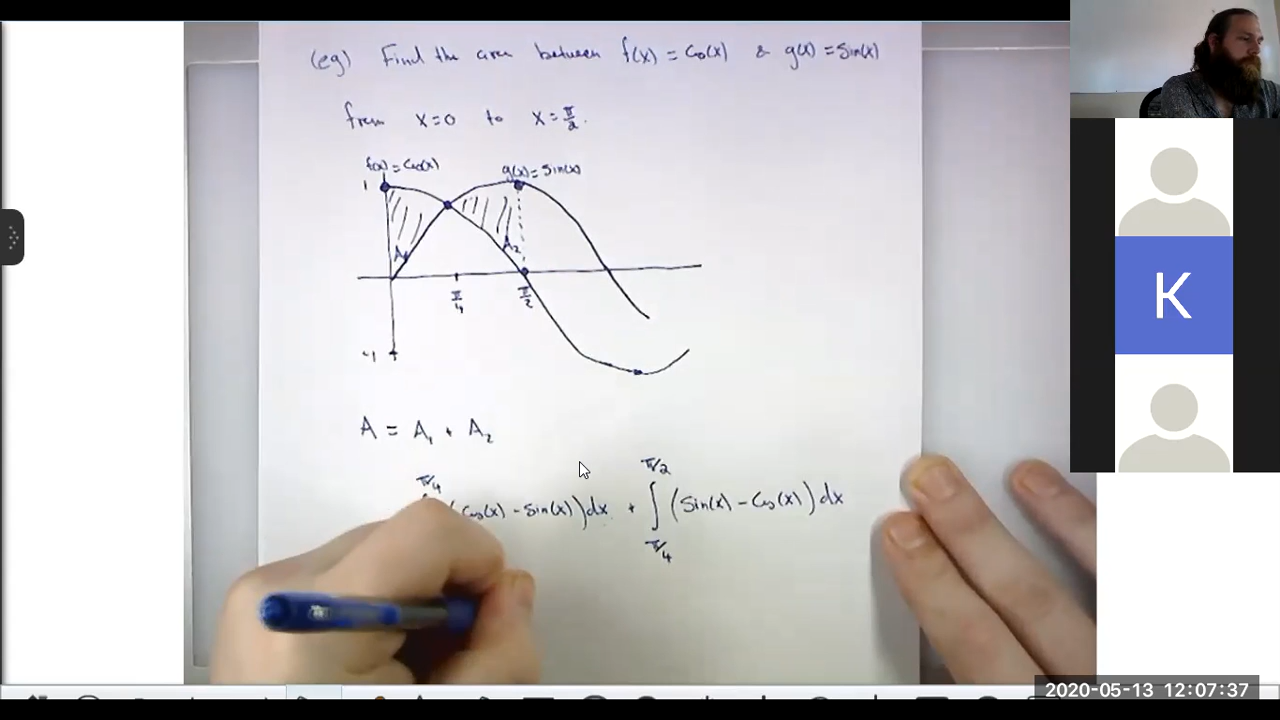 (eg) Find the area between f(x) = Cos(x) & g(x) = Sin(x)
from x=0 to x = π/2.
f(x) = Cos(x)
g(x) = Sin(x)
1
A₁
A₂
π/4
π/2
-1
A = A₁ + A₂
π/4 (Cos(x) - Sin(x)) dx + ∫ π/2 π/4 (Sin(x) - Cos(x)) dx
K
2020-05-13 12:07:37